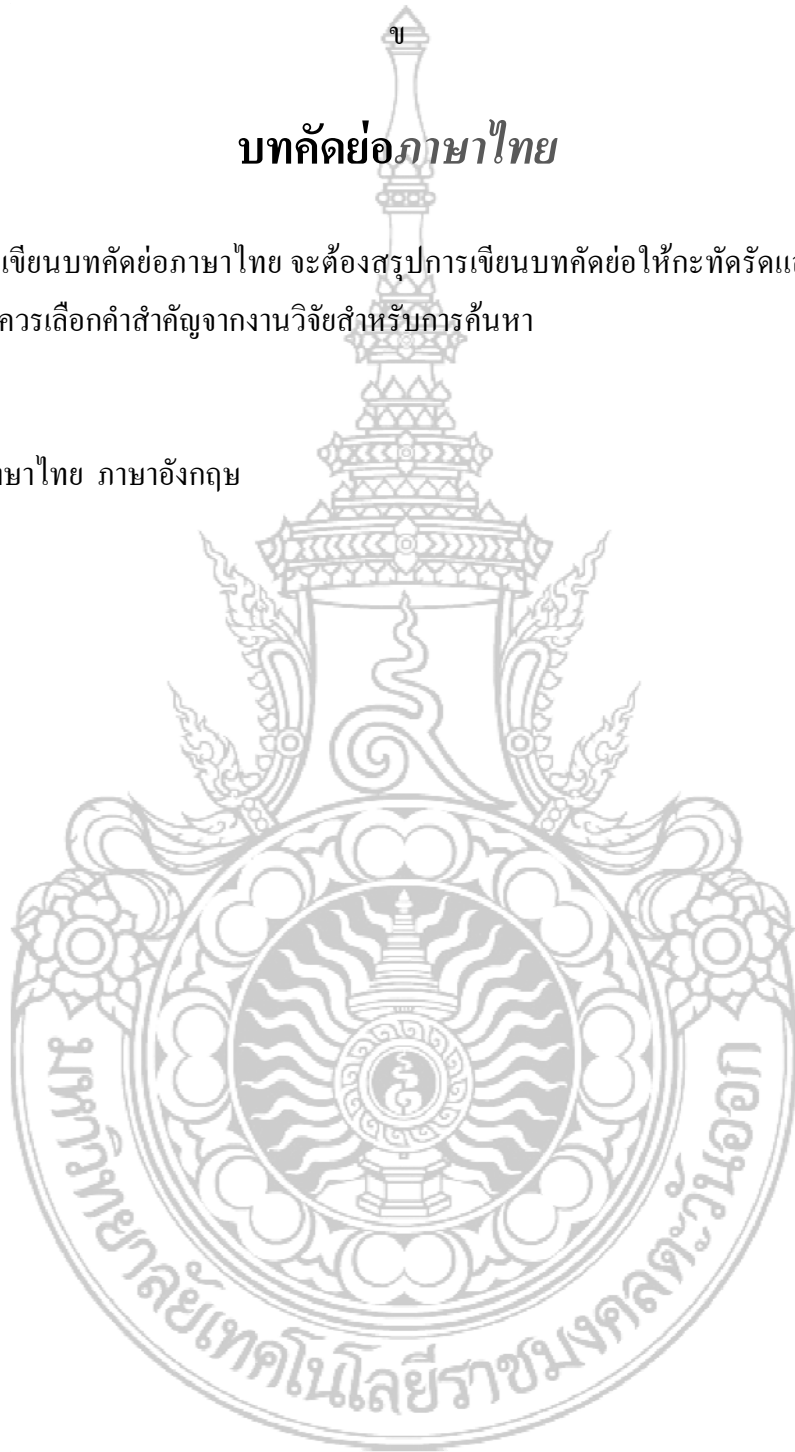 ข
บทคัดย่อภาษาไทย
เขียนบทคัดย่อภาษาไทย จะต้องสรุปการเขียนบทคัดย่อให้กะทัดรัดแ
ควรเลือกคำสำคัญจากงานวิจัยสำหรับการค้นหา
าษาไทย ภาษาอังกฤษ
มหาวิทยาลัยเทคโนโลยีราชมงคลตะวันออก